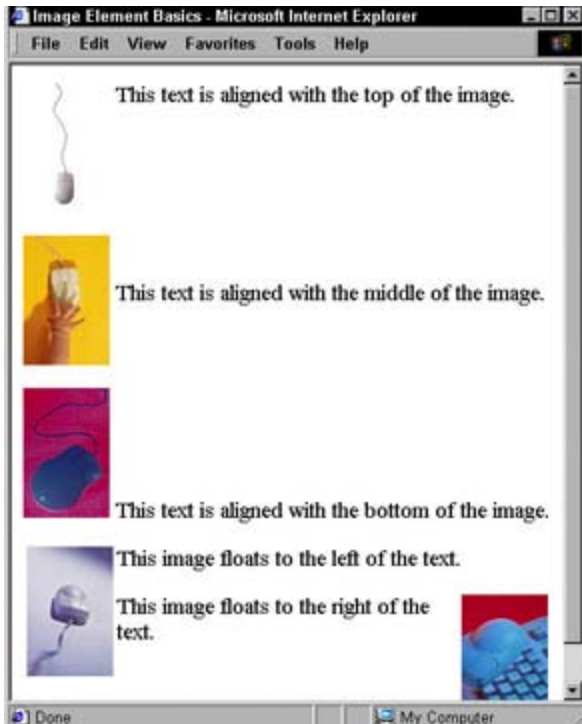 Image Element Basics - Microsoft Internet Explorer
File Edit View Favorites Tools Help
This text is aligned with the top of the image.
This text is aligned with the middle of the image.
This text is aligned with the bottom of the image.
This image floats to the left of the text.
This image floats to the right of the
text.
Done
My Computer